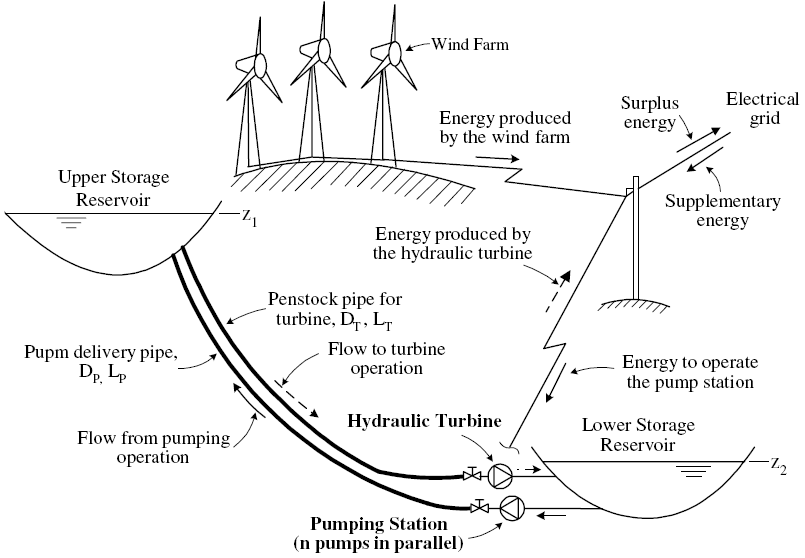 Wind Farm
Energy produced
by the wind farm
Surplus
energy
Electrical
grid
Supplementary
energy
Upper Storage
Reservoir
Z1
Energy produced by
the hydraulic turbine
Penstock pipe for
turbine, DT, LT
Flow to turbine
operation
Pupm delivery pipe,
DP, LP
Energy to operate
the pump station
Flow from pumping
operation
Hydraulic Turbine
Lower Storage
Reservoir
Z2
Pumping Station
(n pumps in parallel)